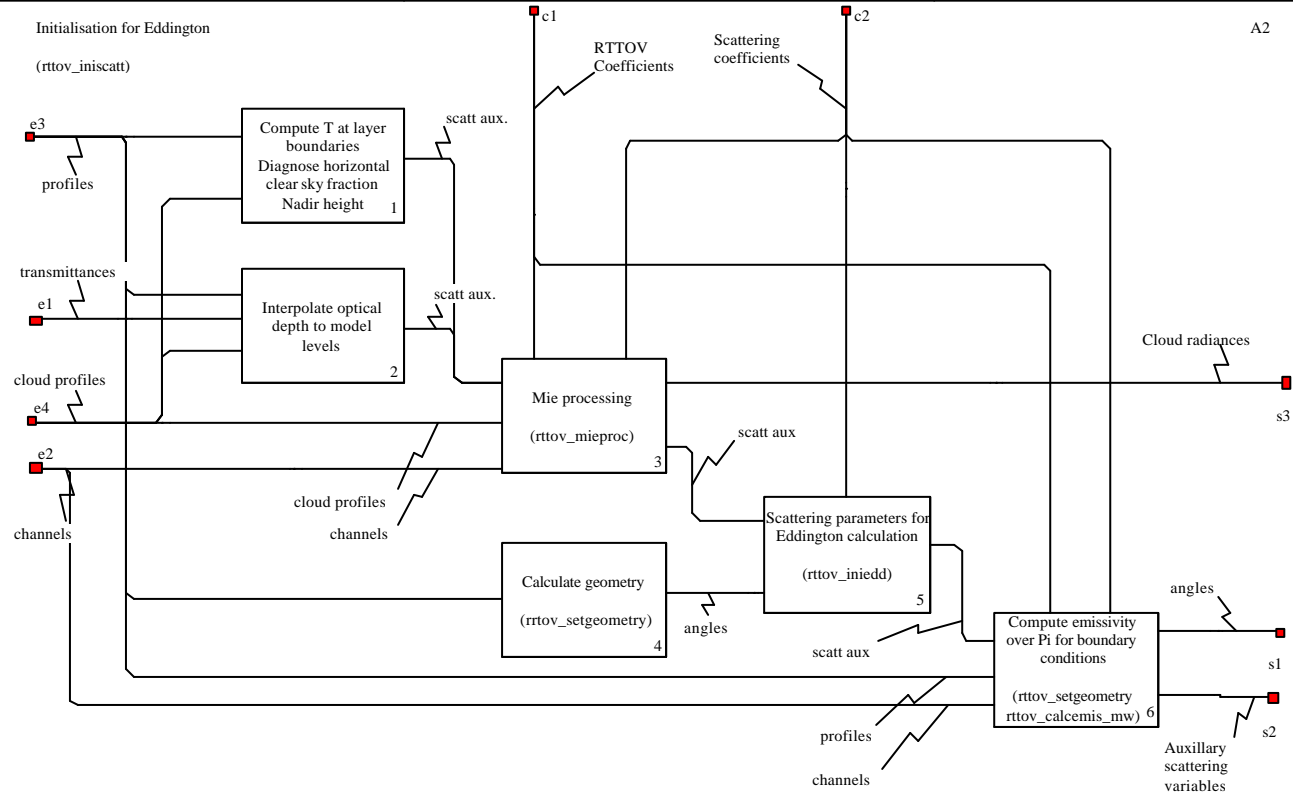 Initialisation for Eddington
(rttov_iniscatt)
A2
c1
c2
RTTOV
Coefficients
Scattering
coefficients
e3
profiles
Compute T at layer
boundaries
Diagnose horizontal
clear sky fraction
Nadir height
1
scatt aux.
transmittances
e1
Interpolate optical
depth to model
levels
2
scatt aux.
cloud profiles
e4
e2
channels
Mie processing
(rttov_mieproc)
3
cloud profiles
channels
Cloud radiances
s3
scatt aux
Scattering parameters for
Eddington calculation
(rttov_iniedd)
5
Calculate geometry
(rrtov_setgeometry)
4
angles
scatt aux
Compute emissivity
over Pi for boundary
conditions
(rttov_setgeometry
rttov_calcemis_mw)
6
angles
s1
s2
profiles
channels
Auxillary
scattering
variables